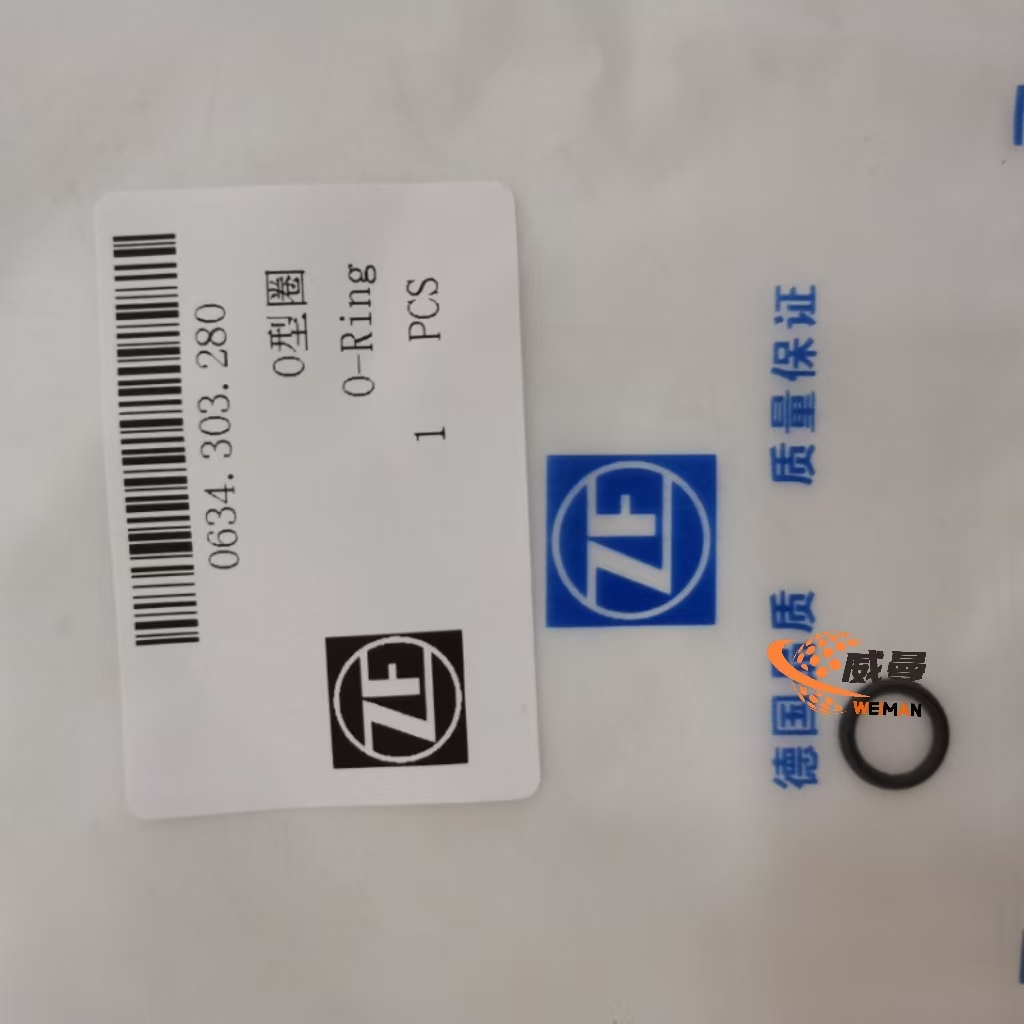 0634.303.280
O型圈
O-Ring
1 PCS
ZF
ZF
德国品质 质量保证
威曼
WEMAN